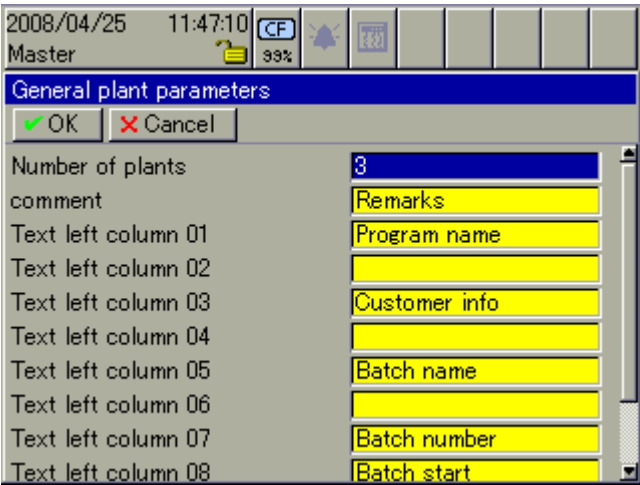 2008/04/25 11:47:10 CF
Master 99%
General plant parameters
OK Cancel
Number of plants 3
comment Remarks
Text left column 01 Program name
Text left column 02
Text left column 03 Customer info
Text left column 04
Text left column 05 Batch name
Text left column 06
Text left column 07 Batch number
Text left column 08 Batch start